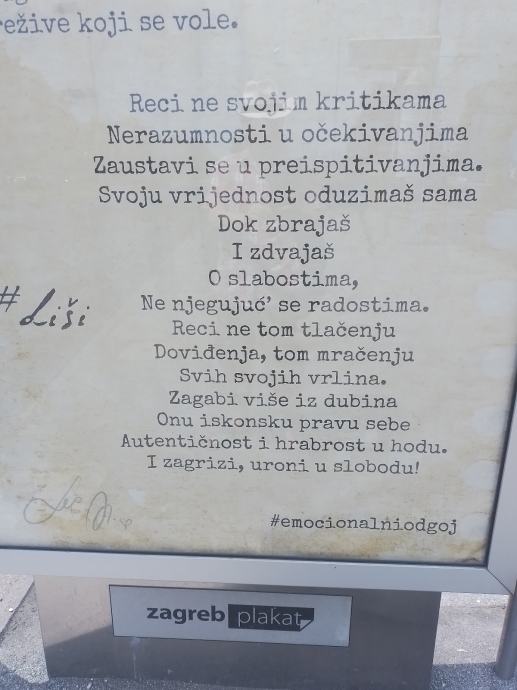 režive koji se vole.
Reci ne svojim kritikama
Nerazumnosti u očekivanjima
Zaustavi se u preispitivanjima.
Svoju vrijednost oduzimaš sama
Dok zbrajaš
I zdvajaš
O slabostima,
Ne njegujuć' se radostima.
Reci ne tom tlačenju
Doviđenja, tom mračenju
Svih svojih vrlina.
Zagabi više iz dubina
Onu iskonsku pravu sebe
Autentičnost i hrabrost u hodu.
I zagrizi, uroni u slobodu!
#Liši
#emocionalniodgoj
zagreb plakat